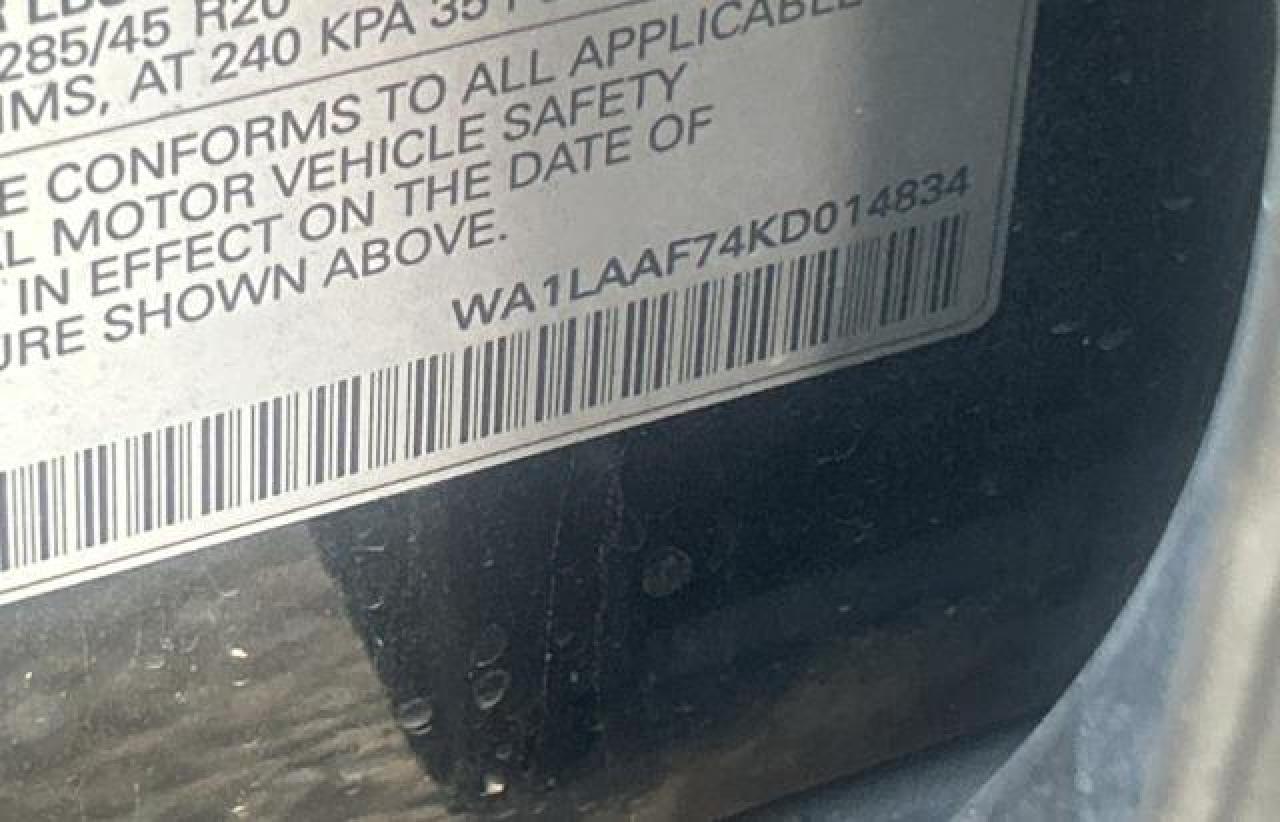 285/45 R20
IMS, AT 240 KPA 35
E CONFORMS TO ALL APPLICABLE
L MOTOR VEHICLE SAFETY
IN EFFECT ON THE DATE OF
URE SHOWN ABOVE.
WA1LAAF74KD014834